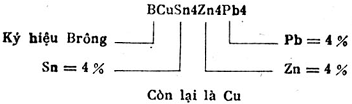 BCuSn4Zn4Pb4
Ký hiệu Brông
Pb = 4 %
Sn = 4 %
Zn = 4 %
Còn lại là Cu